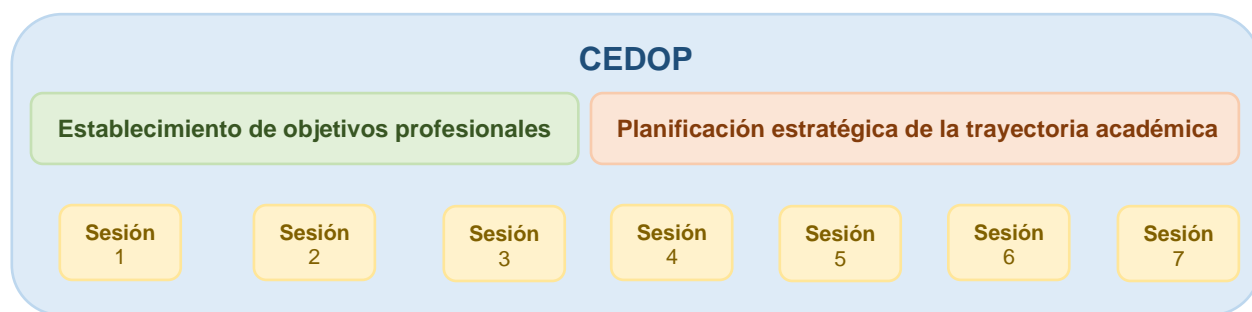 CEDOP
Establecimiento de objetivos profesionales
Planificación estratégica de la trayectoria académica
Sesión
1
Sesión
2
Sesión
3
Sesión
4
Sesión
5
Sesión
6
Sesión
7